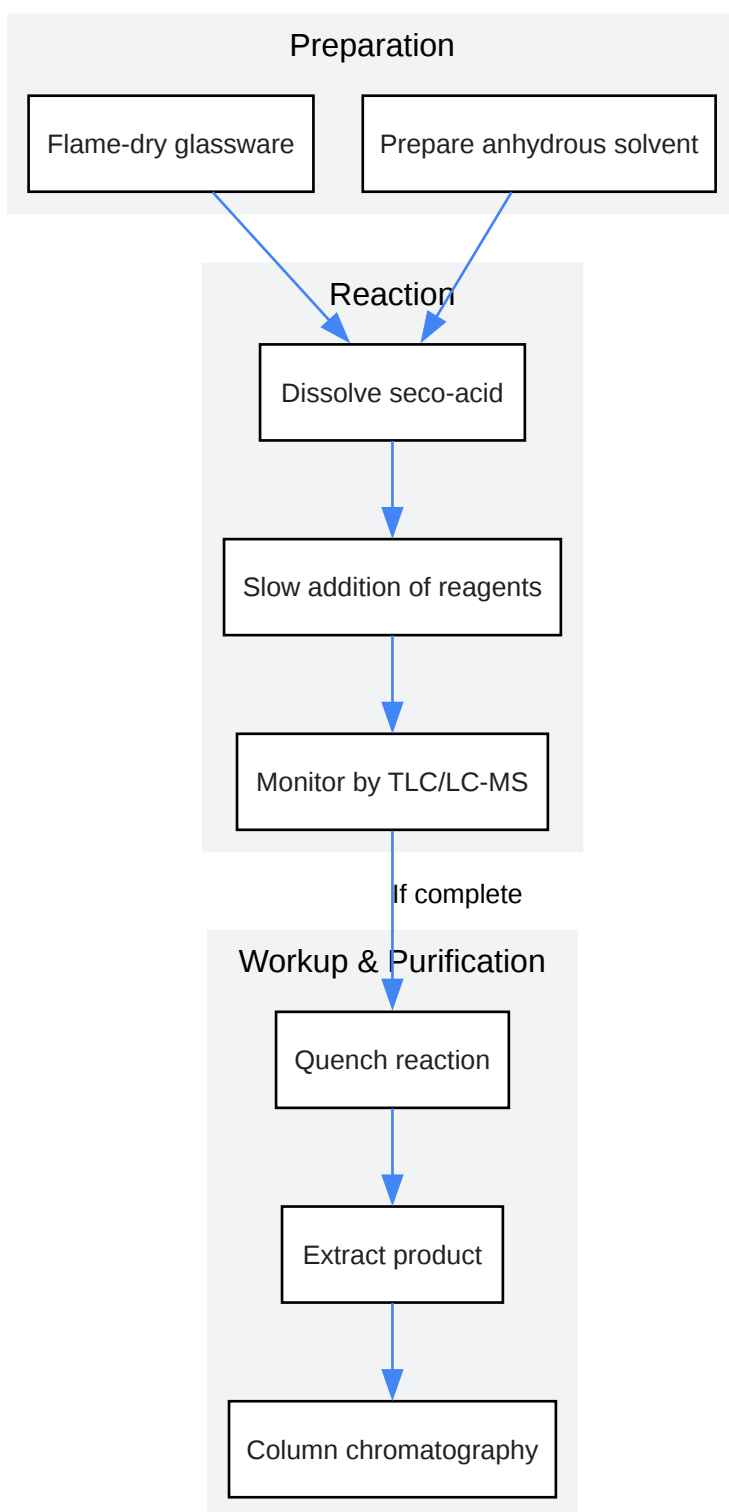 Preparation
Flame-dry glassware
Prepare anhydrous solvent
Reaction
Dissolve seco-acid
Slow addition of reagents
Monitor by TLC/LC-MS
If complete
Workup & Purification
Quench reaction
Extract product
Column chromatography